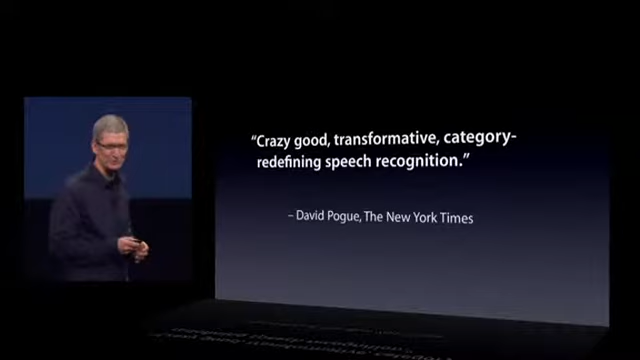 “Crazy good, transformative, category-
redefining speech recognition.”
– David Pogue, The New York Times